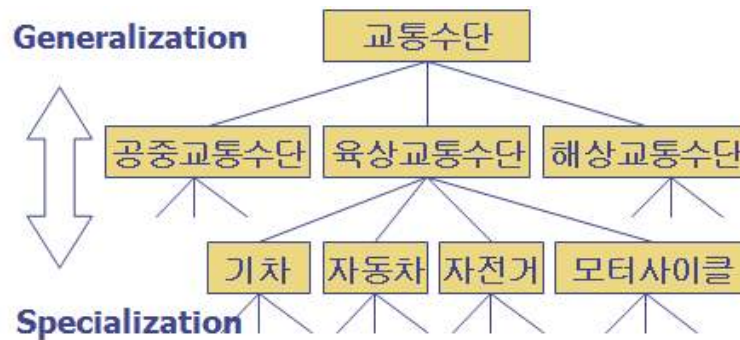 Generalization
교통수단
공중교통수단 육상교통수단 해상교통수단
기차 자동차 자전거 모터사이클
Specialization